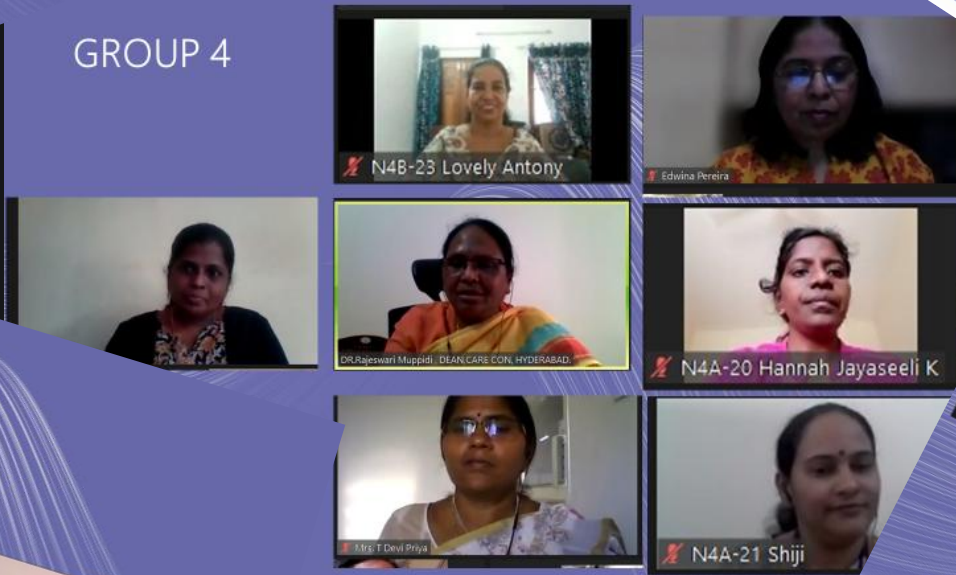 GROUP 4
N4B-23 Lovely Antony
Edwina Pereira
DR.Rajeswari Muppidi , DEAN,CARE CON, HYDERABAD.
N4A-20 Hannah Jayaseeli K
Mrs. T Devi Priya
N4A-21 Shiji